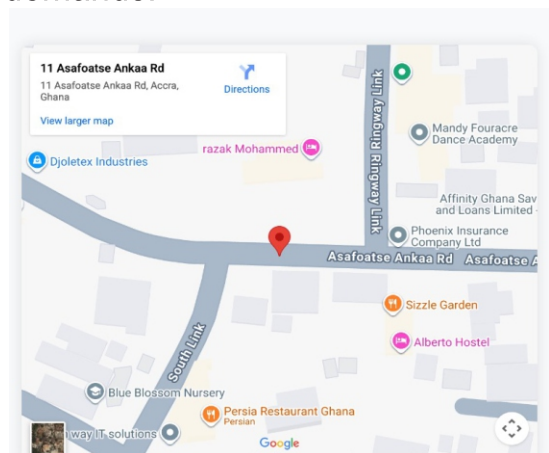 11 Asafoatse Ankaa Rd
11 Asafoatse Ankaa Rd, Accra,
Ghana
Directions
View larger map
razak Mohammed
Djoletex Industries
Ringway Link Ringway Link
Mandy Fouracre
Dance Academy
Affinity Ghana Sav
and Loans Limited
Phoenix Insurance
Company Ltd
Asafoatse Ankaa Rd Asafoatse A
Sizzle Garden
Alberto Hostel
South Link
Blue Blossom Nursery
Persia Restaurant Ghana
Persian
way IT solutions
Google